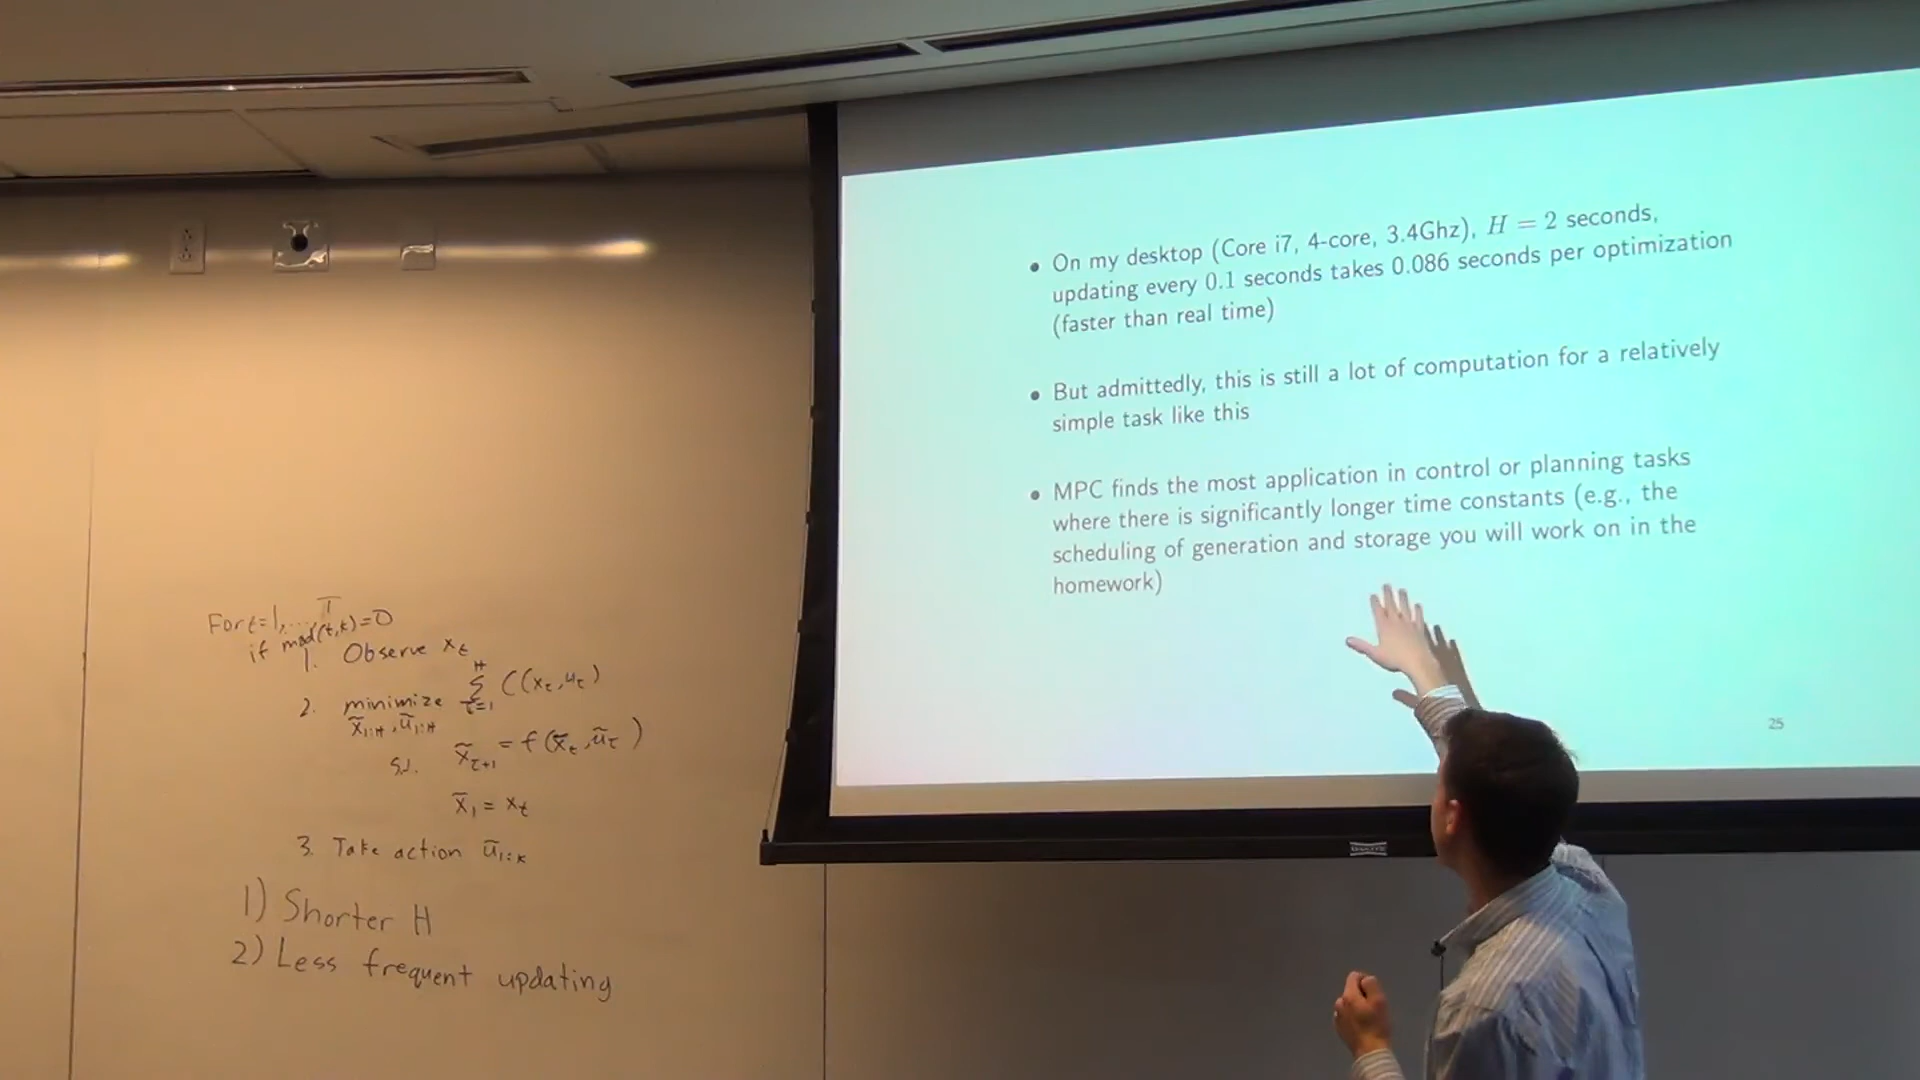 For t=1,...,T
if mod(t,k)=0
1. Observe x_t
2. minimize Σ_{τ=1}^{H} C(x_τ,u_τ)
x̃_{1:H}, ũ_{1:H}
s.t. x̃_{τ+1} = f(x̃_τ, ũ_τ)
x̃_1 = x_t
3. Take action ũ_{1:k}
1) Shorter H
2) Less frequent updating
• On my desktop (Core i7, 4-core, 3.4Ghz), H = 2 seconds,
updating every 0.1 seconds takes 0.086 seconds per optimization
(faster than real time)
• But admittedly, this is still a lot of computation for a relatively
simple task like this
• MPC finds the most application in control or planning tasks
where there is significantly longer time constants (e.g., the
scheduling of generation and storage you will work on in the
homework)
25